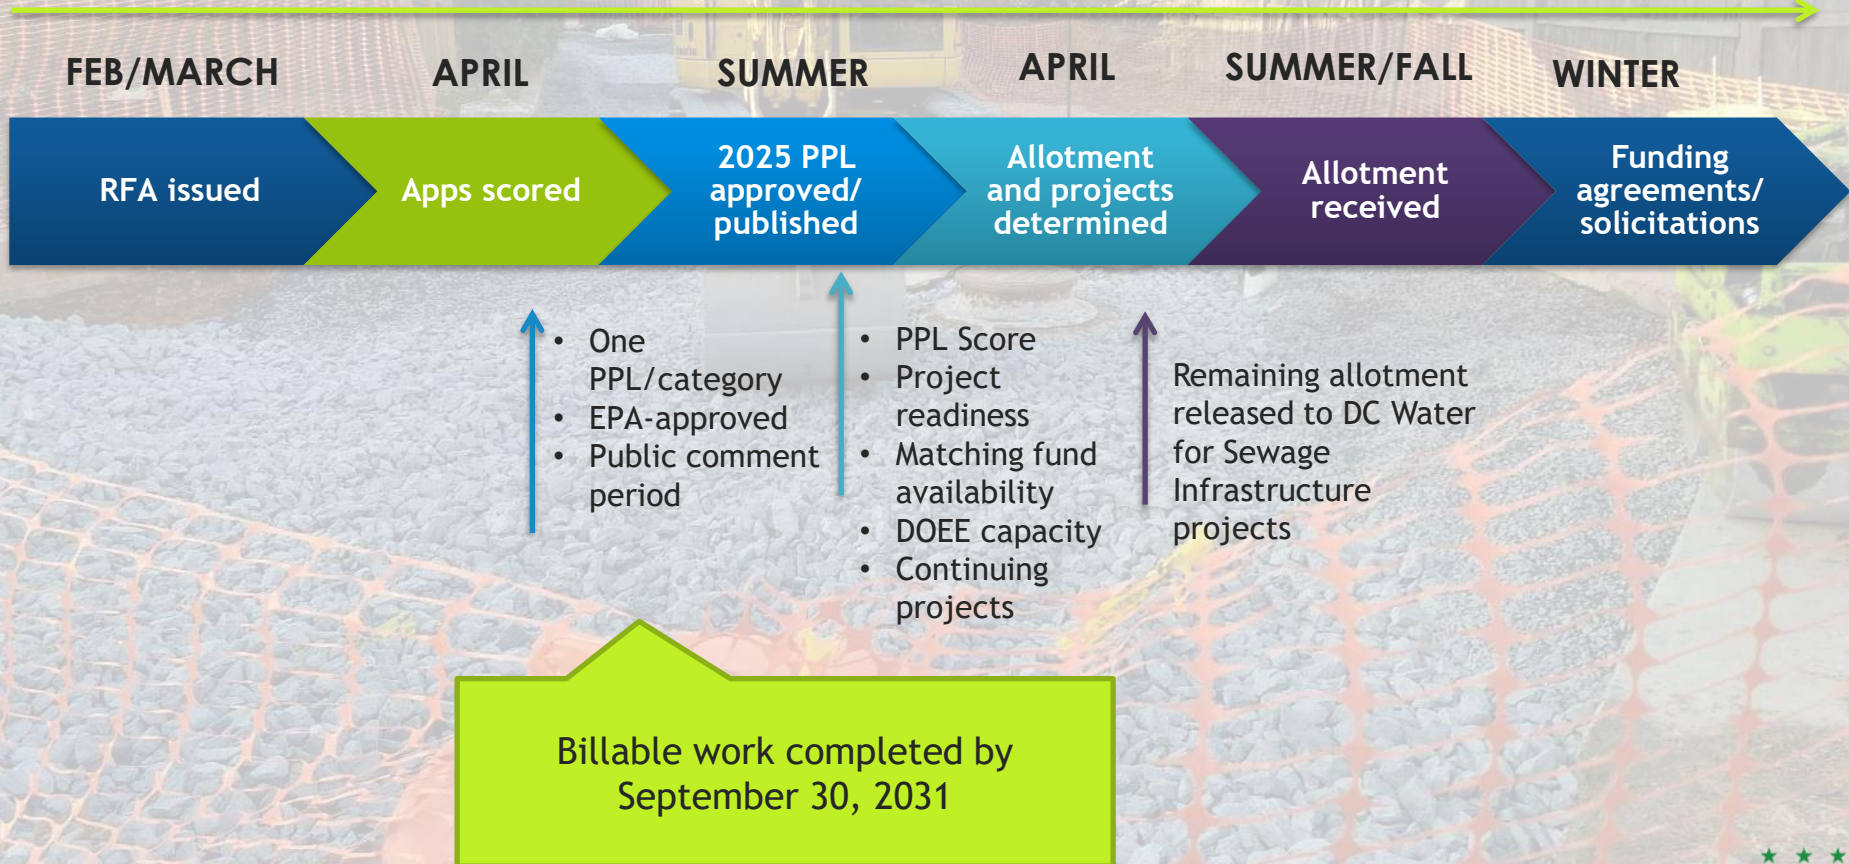 FEB/MARCH
APRIL
SUMMER
APRIL
SUMMER/FALL
WINTER
RFA issued
Apps scored
2025 PPL
approved/
published
Allotment
and projects
determined
Allotment
received
Funding
agreements/
solicitations
• One
PPL/category
• EPA-approved
• Public comment
period
• PPL Score
• Project
readiness
• Matching fund
availability
• DOEE capacity
• Continuing
projects
Remaining allotment
released to DC Water
for Sewage
Infrastructure
projects
Billable work completed by
September 30, 2031